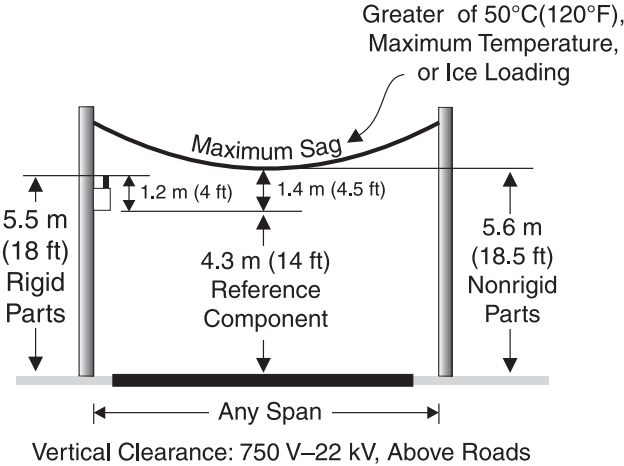 Greater of 50°C(120°F),
Maximum Temperature,
or Ice Loading
Maximum Sag
1.2 m (4 ft)
1.4 m (4.5 ft)
5.5 m
(18 ft)
Rigid
Parts
4.3 m (14 ft)
Reference
Component
5.6 m
(18.5 ft)
Nonrigid
Parts
Any Span
Vertical Clearance: 750 V–22 kV, Above Roads